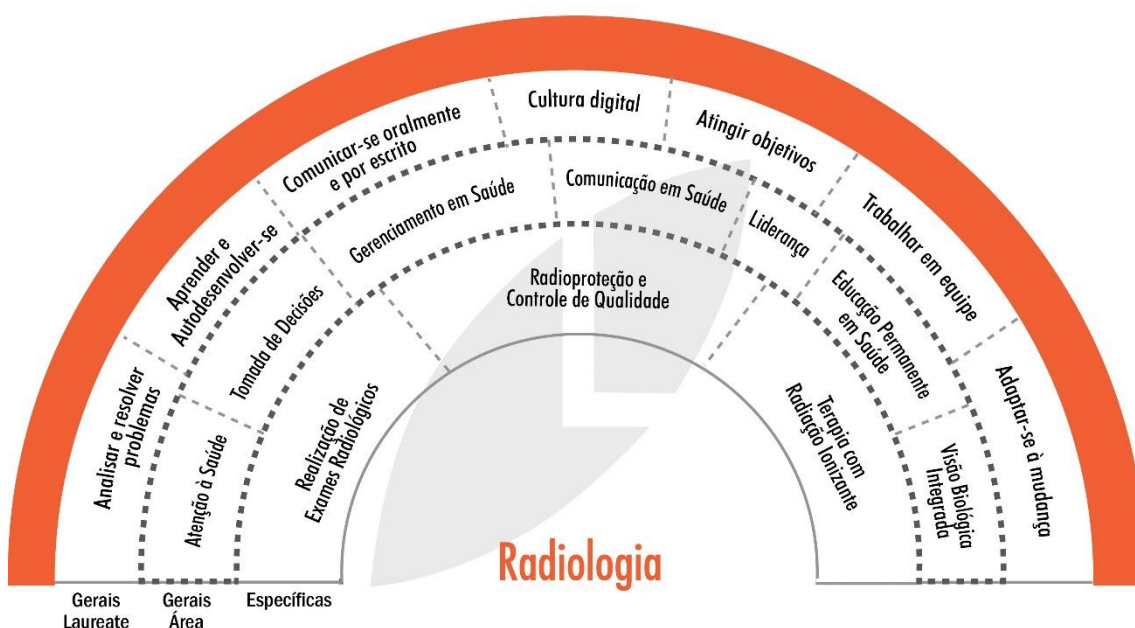 Analisar e resolver
problemas
Aprender e
Autodesenvolver-se
Comunicar-se oralmente
e por escrito
Cultura digital
Atingir objetivos
Trabalhar em equipe
Adaptar-se à mudança
Atenção à Saúde
Tomada de Decisões
Gerenciamento em Saúde
Comunicação em Saúde
Liderança
Educação Permanente
em Saúde
Visão Biológica
Integrada
Realização de
Exames Radiológicos
Radioproteção e
Controle de Qualidade
Terapia com
Radiação Ionizante
Radiologia
Gerais
Laureate
Gerais
Área
Específicas